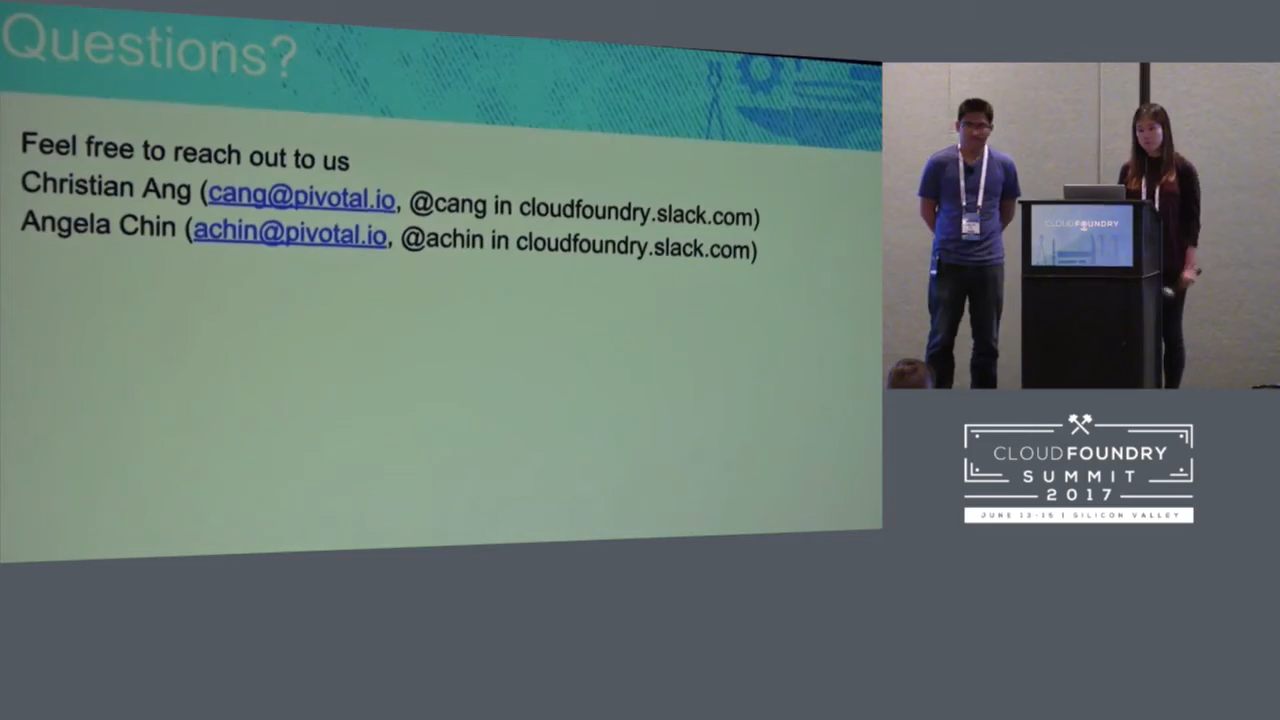 Questions?
Feel free to reach out to us
Christian Ang (cang@pivotal.io, @cang in cloudfoundry.slack.com)
Angela Chin (achin@pivotal.io, @achin in cloudfoundry.slack.com)
CLOUDFOUNDRY
CLOUDFOUNDRY
SUMMIT
2017
JUNE 13-15 | SILICON VALLEY